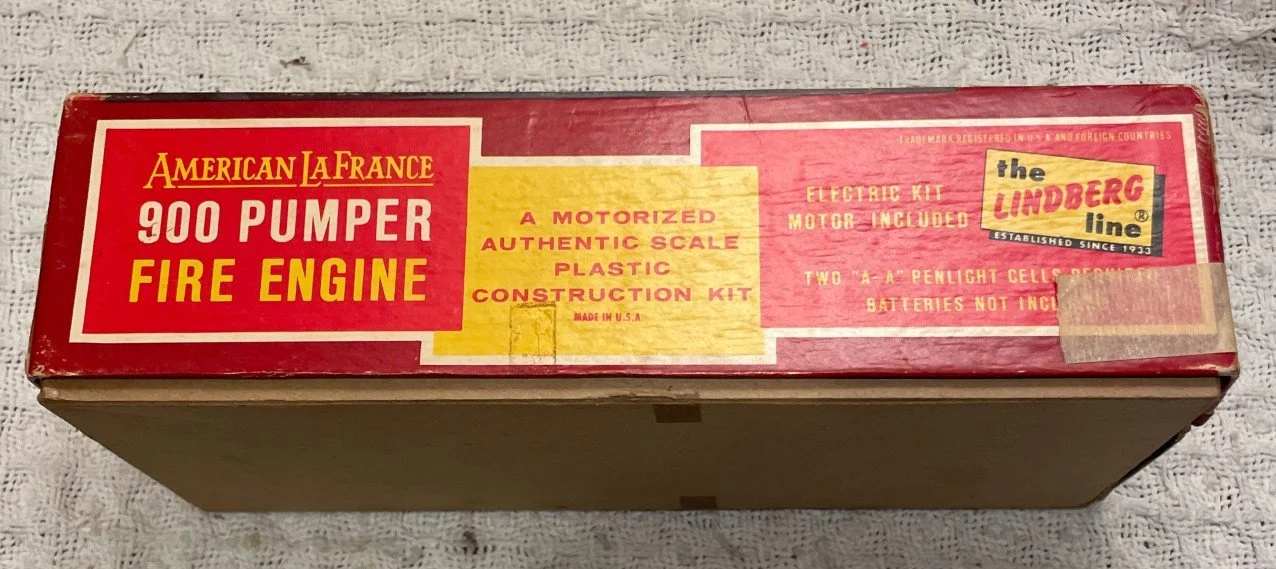 AMERICAN LAFRANCE
900 PUMPER
FIRE ENGINE
A MOTORIZED
AUTHENTIC SCALE
PLASTIC
CONSTRUCTION KIT
MADE IN U.S.A.
TRADEMARK REGISTERED IN U.S.A. AND FOREIGN COUNTRIES
ELECTRIC KIT
MOTOR INCLUDED
the
LINDBERG
line®
ESTABLISHED SINCE 1933
TWO "A-A" PENLIGHT CELLS
BATTERIES NOT